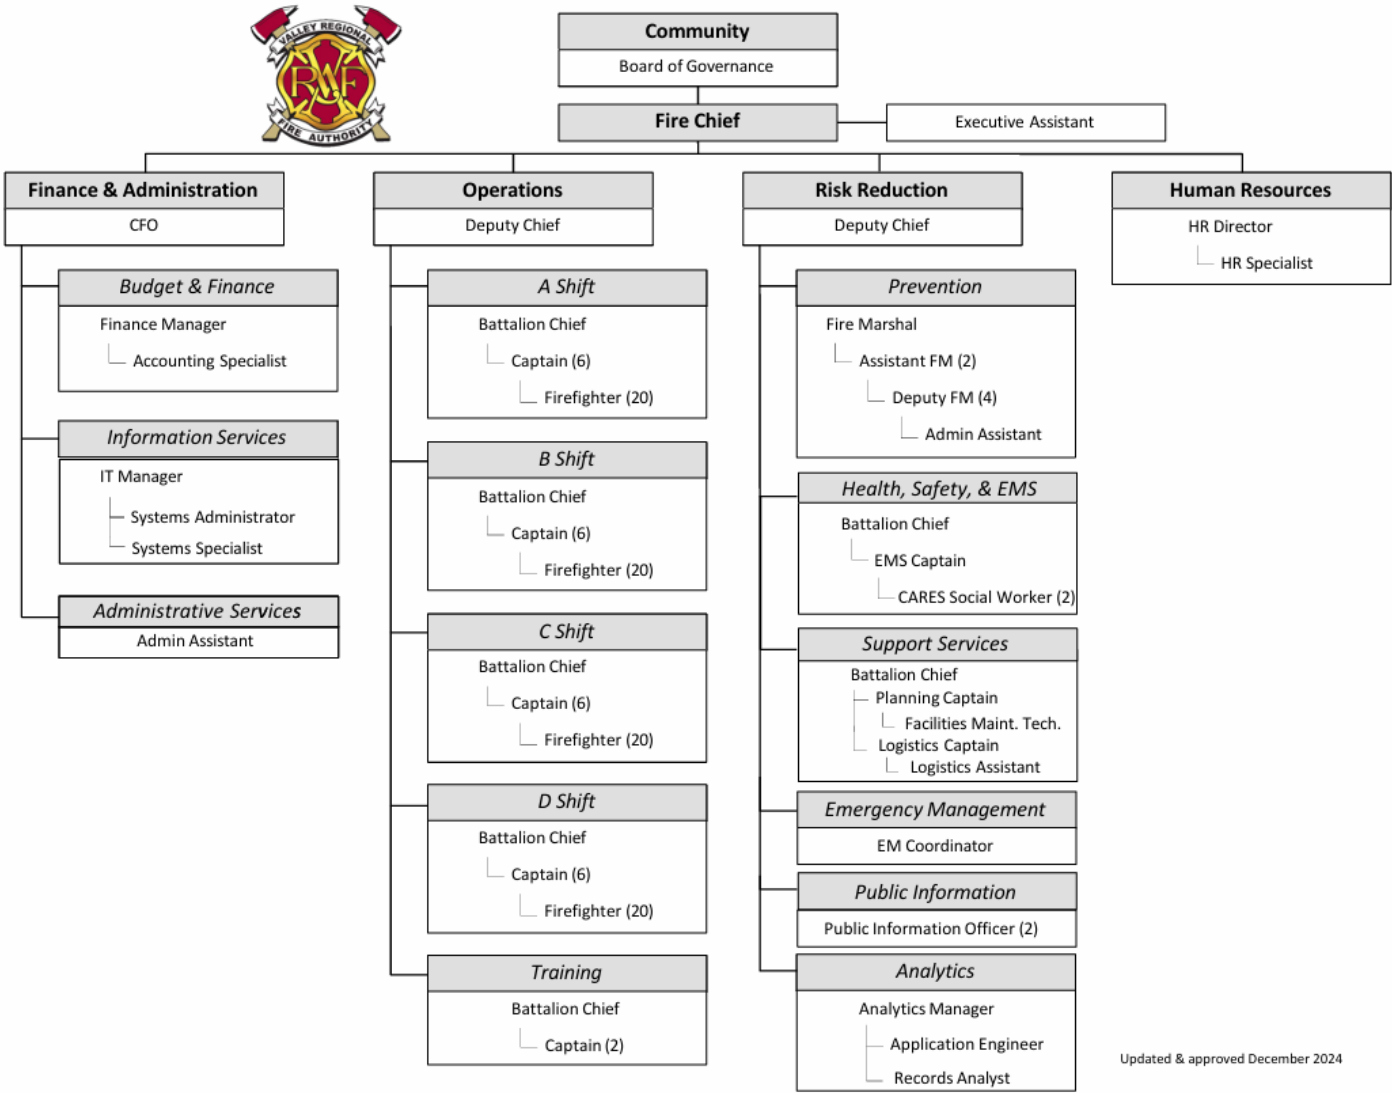 VALLEY REGIONAL
VRFA
FIRE AUTHORITY
Community
Board of Governance
Fire Chief
Executive Assistant
Finance & Administration
CFO
Budget & Finance
Finance Manager
Accounting Specialist
Information Services
IT Manager
Systems Administrator
Systems Specialist
Administrative Services
Admin Assistant
Operations
Deputy Chief
A Shift
Battalion Chief
Captain (6)
Firefighter (20)
B Shift
Battalion Chief
Captain (6)
Firefighter (20)
C Shift
Battalion Chief
Captain (6)
Firefighter (20)
D Shift
Battalion Chief
Captain (6)
Firefighter (20)
Training
Battalion Chief
Captain (2)
Risk Reduction
Deputy Chief
Prevention
Fire Marshal
Assistant FM (2)
Deputy FM (4)
Admin Assistant
Health, Safety, & EMS
Battalion Chief
EMS Captain
CARES Social Worker (2)
Support Services
Battalion Chief
Planning Captain
Facilities Maint. Tech.
Logistics Captain
Logistics Assistant
Emergency Management
EM Coordinator
Public Information
Public Information Officer (2)
Analytics
Analytics Manager
Application Engineer
Records Analyst
Human Resources
HR Director
HR Specialist
Updated & approved December 2024